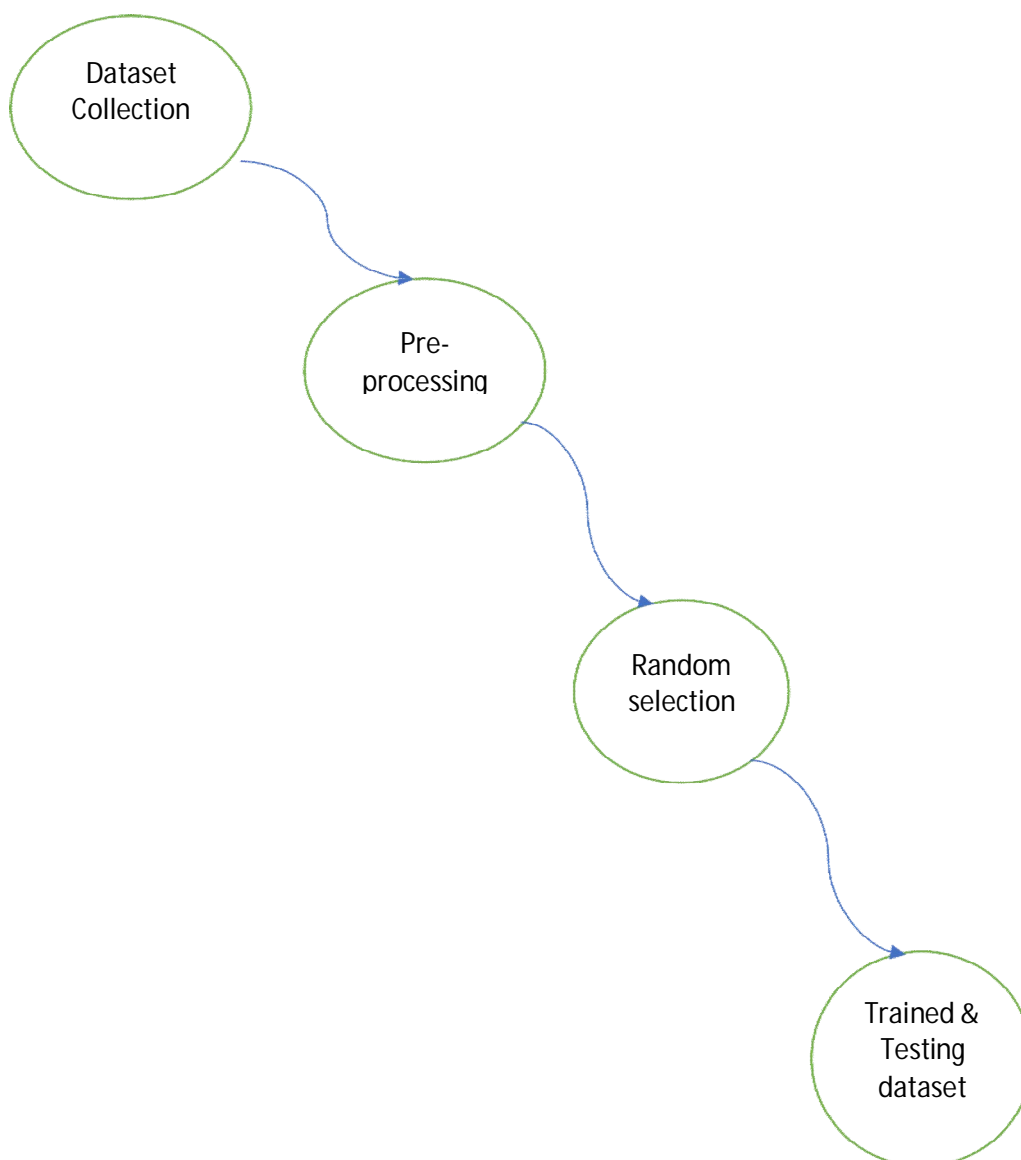 Dataset
Collection
Pre-
processing
Random
selection
Trained &
Testing
dataset